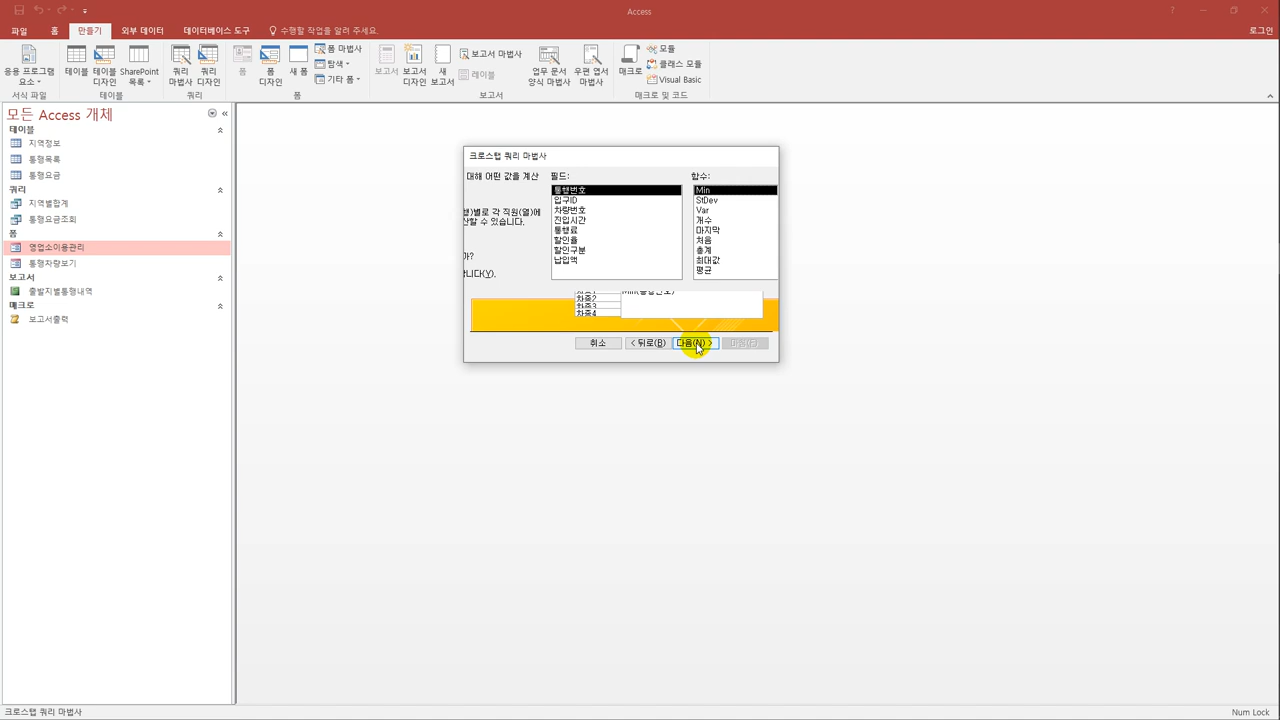 Access
파일 홈 만들기 외부 데이터 데이터베이스 도구 수행할 작업을 알려 주세요. 로그인
응용 프로그램 요소
테이블
테이블 디자인
SharePoint 목록
쿼리 마법사
쿼리 디자인
폼
폼 디자인
새 폼
폼 마법사
탐색
기타 폼
보고서
보고서 디자인
새 보고서
보고서 마법사
레이블
업무 문서 양식 마법사
우편 엽서 마법사
매크로
모듈
클래스 모듈
Visual Basic
서식 파일 테이블 쿼리 폼 보고서 매크로 및 코드
모든 Access 개체
테이블
지역정보
통행목록
통행요금
쿼리
지역별합계
통행요금조회
폼
영업소이용관리
통행차량보기
보고서
출발지별통행내역
매크로
보고서출력
크로스탭 쿼리 마법사
대해 어떤 값을 계산
별로 각 직원(열)에
산할 수 있습니다.
까?
니다(Y).
필드:
통행번호
입구ID
차량번호
진입시간
통행료
할인율
할인구분
납입액
함수:
Min
StDev
Var
개수
마지막
처음
총계
최대값
평균
차종2
차종3
차종4
취소 < 뒤로(B) 다음(N) > 마침(F)
크로스탭 쿼리 마법사 Num Lock